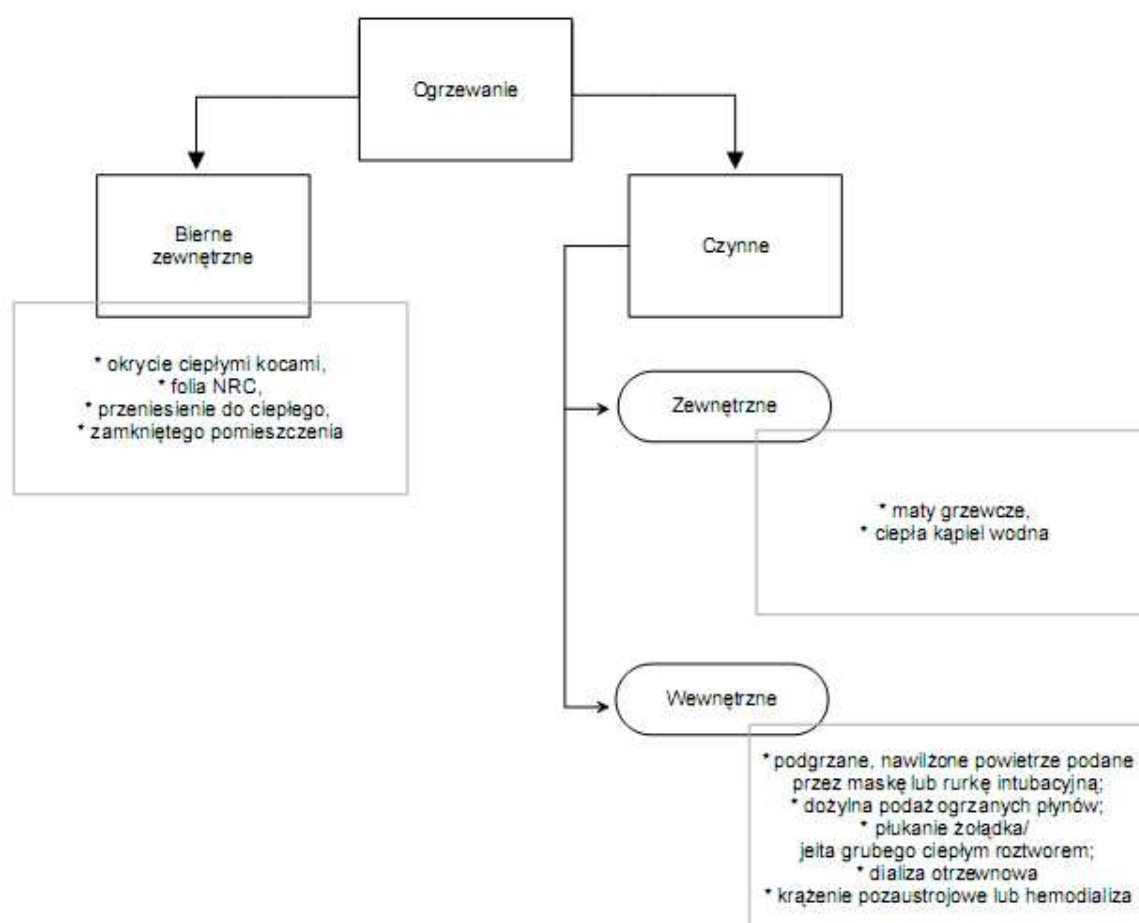 Ogrzewanie
Bierne
zewnętrzne
Czynne
* okrycie ciepłymi kocami,
* folia NRC,
* przeniesienie do ciepłego,
* zamkniętego pomieszczenia
Zewnętrzne
* maty grzewcze,
* ciepła kąpiel wodna
Wewnętrzne
* podgrzane, nawilżone powietrze podane
przez maskę lub rurkę intubacyjną;
* dożylna podaż ogrzanych płynów;
* płukanie żołądka/
jelita grubego ciepłym roztworem;
* dializa otrzewnowa
* krążenie pozaustrojowe lub hemodializa